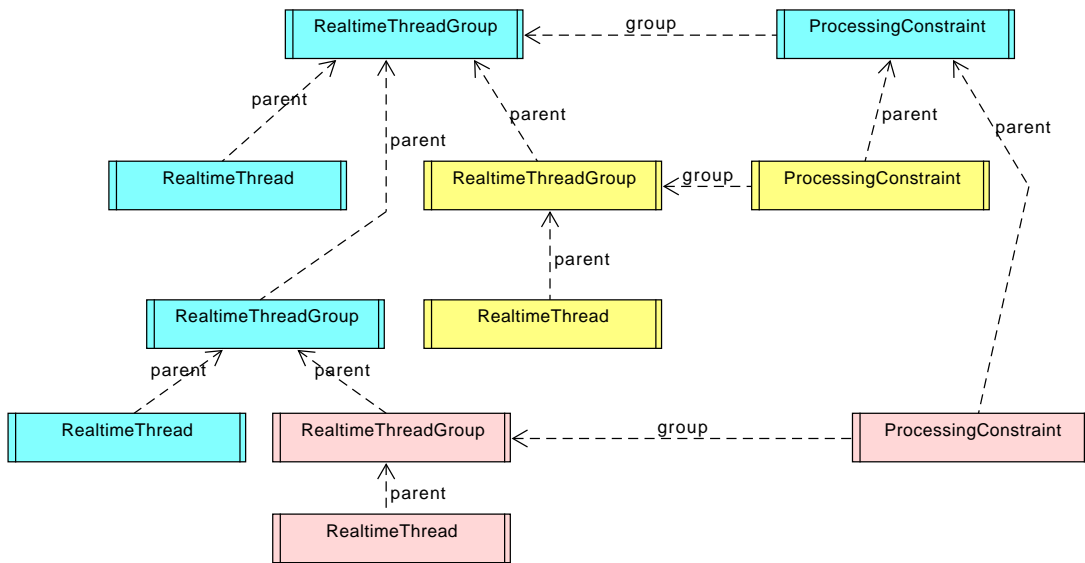 RealtimeThreadGroup
group
ProcessingConstraint
parent
parent
parent
parent
parent
RealtimeThread
RealtimeThreadGroup
group
ProcessingConstraint
parent
RealtimeThreadGroup
RealtimeThread
parent
parent
RealtimeThread
RealtimeThreadGroup
group
ProcessingConstraint
parent
RealtimeThread